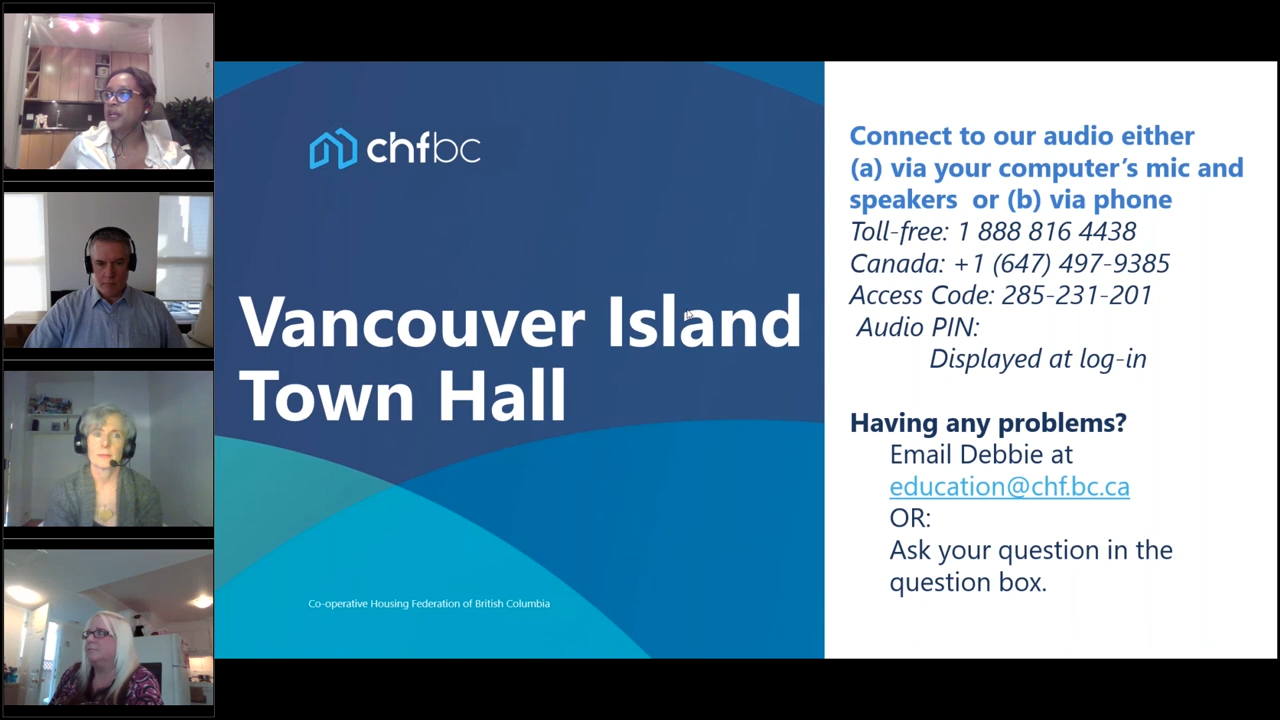 chfbc
Vancouver Island
Town Hall
Co-operative Housing Federation of British Columbia
Connect to our audio either
(a) via your computer’s mic and
speakers or (b) via phone
Toll-free: 1 888 816 4438
Canada: +1 (647) 497-9385
Access Code: 285-231-201
Audio PIN:
Displayed at log-in
Having any problems?
Email Debbie at
education@chf.bc.ca
OR:
Ask your question in the
question box.